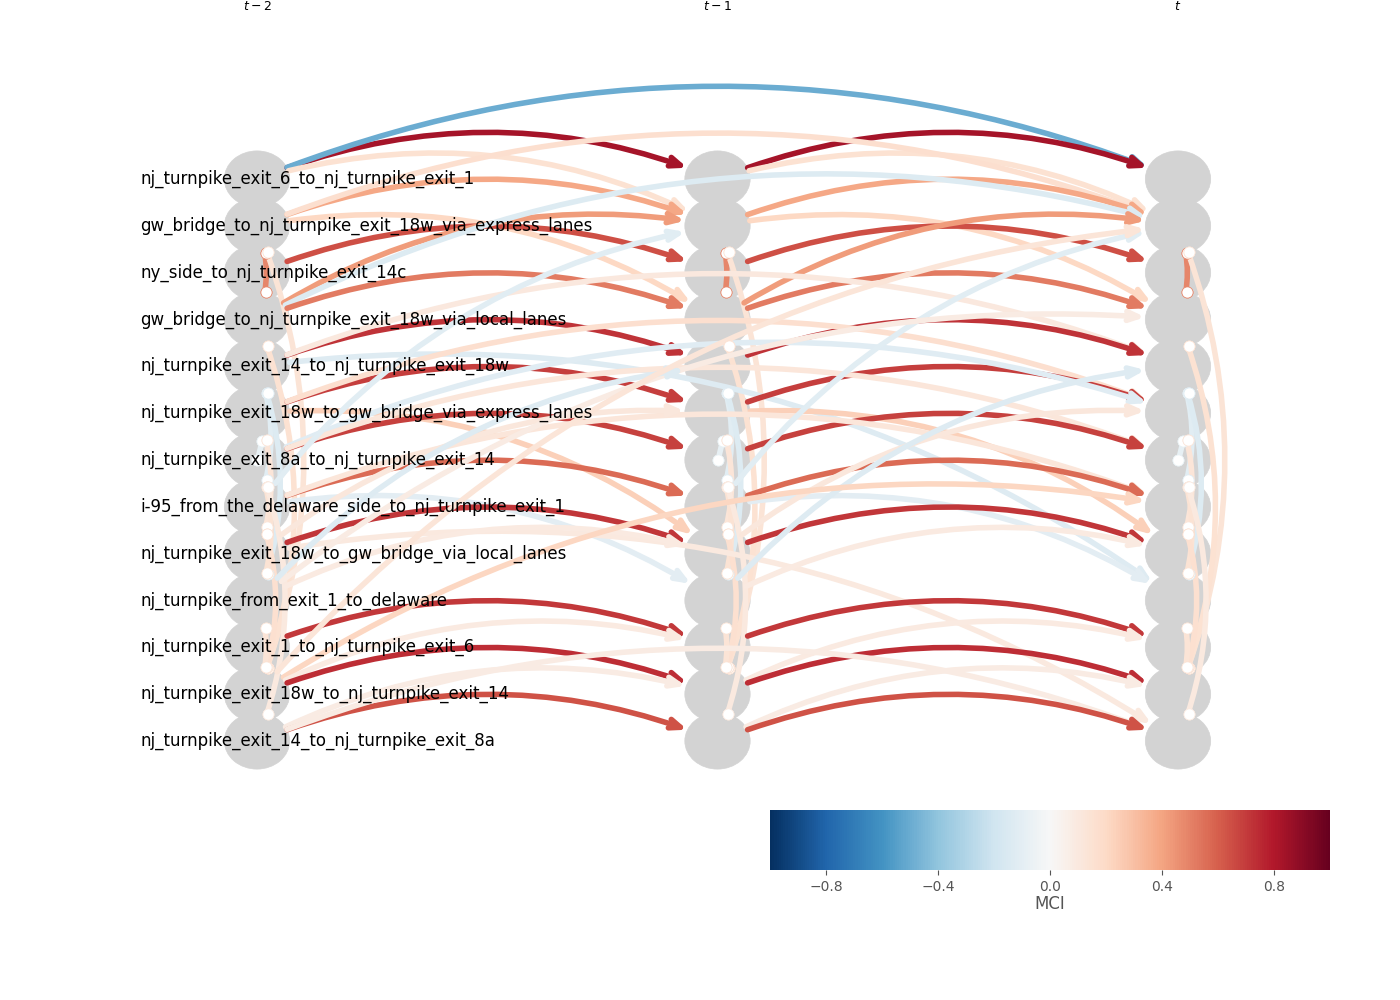 t − 2 t − 1 t
nj_turnpike_exit_6_to_nj_turnpike_exit_1
gw_bridge_to_nj_turnpike_exit_18w_via_express_lanes
ny_side_to_nj_turnpike_exit_14c
gw_bridge_to_nj_turnpike_exit_18w_via_local_lanes
nj_turnpike_exit_14_to_nj_turnpike_exit_18w
nj_turnpike_exit_18w_to_gw_bridge_via_express_lanes
nj_turnpike_exit_8a_to_nj_turnpike_exit_14
i-95_from_the_delaware_side_to_nj_turnpike_exit_1
nj_turnpike_exit_18w_to_gw_bridge_via_local_lanes
nj_turnpike_from_exit_1_to_delaware
nj_turnpike_exit_1_to_nj_turnpike_exit_6
nj_turnpike_exit_18w_to_nj_turnpike_exit_14
nj_turnpike_exit_14_to_nj_turnpike_exit_8a
−0.8 −0.4 0.0 0.4 0.8
MCI